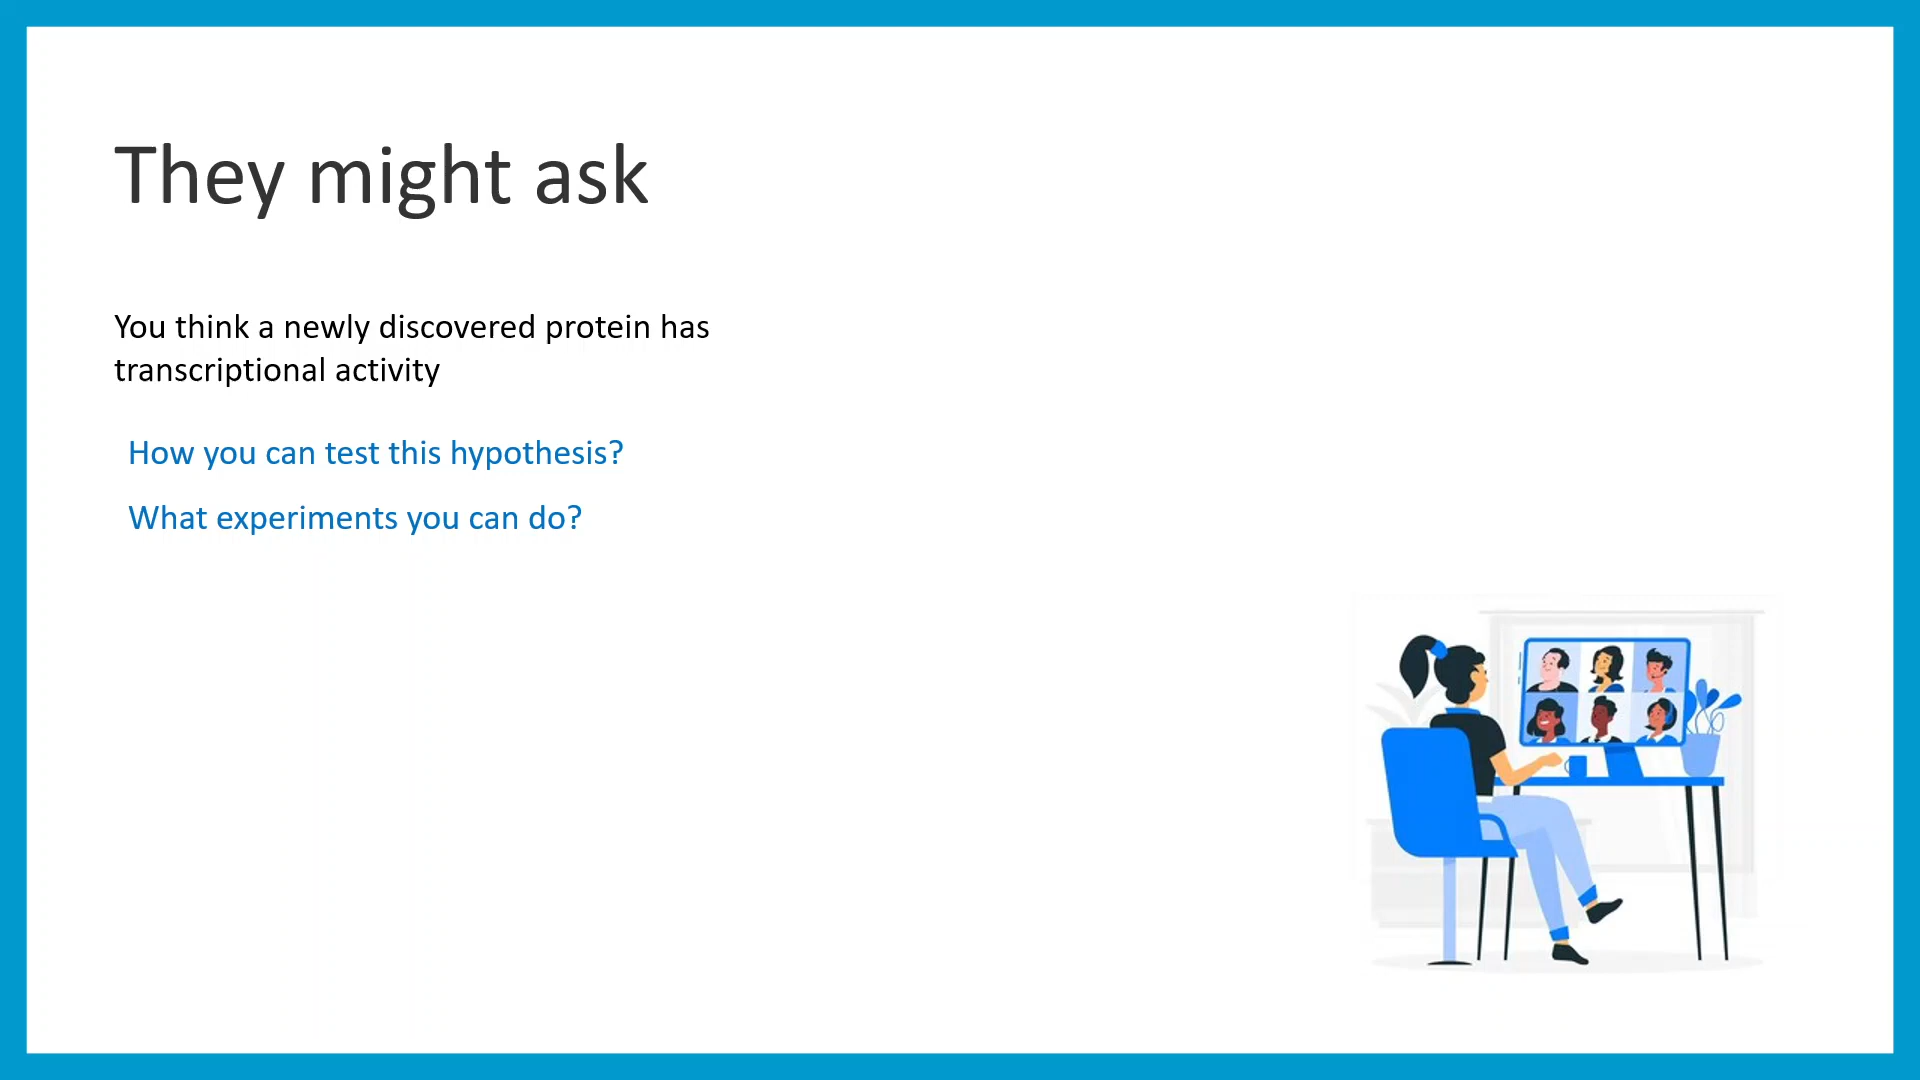 They might ask
You think a newly discovered protein has
transcriptional activity
How you can test this hypothesis?
What experiments you can do?